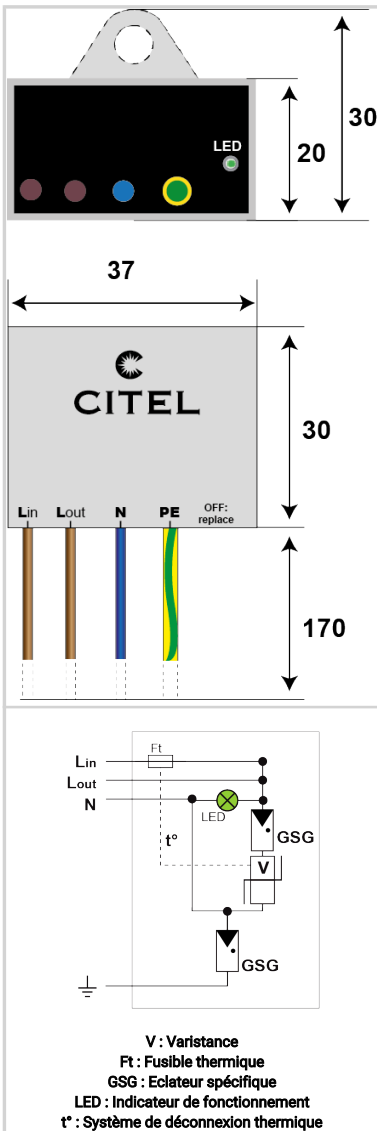 30
LED
20
37
CITEL
30
Lin Lout N PE OFF:
replace
170
Ft
Lin
Lout
N
LED
GSG
t°
V
GSG
V : Varistance
Ft : Fusible thermique
GSG : Eclateur spécifique
LED : Indicateur de fonctionnement
t° : Système de déconnexion thermique